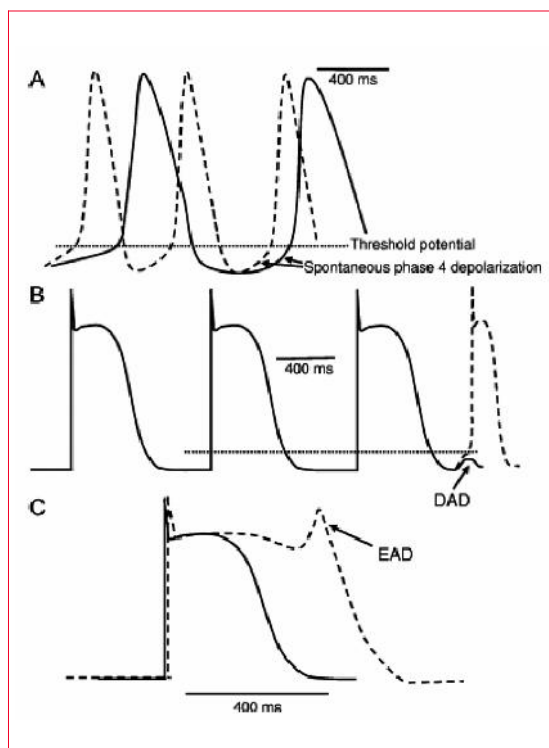 A
400 ms
Threshold potential
Spontaneous phase 4 depolarization
B
400 ms
DAD
C
EAD
400 ms